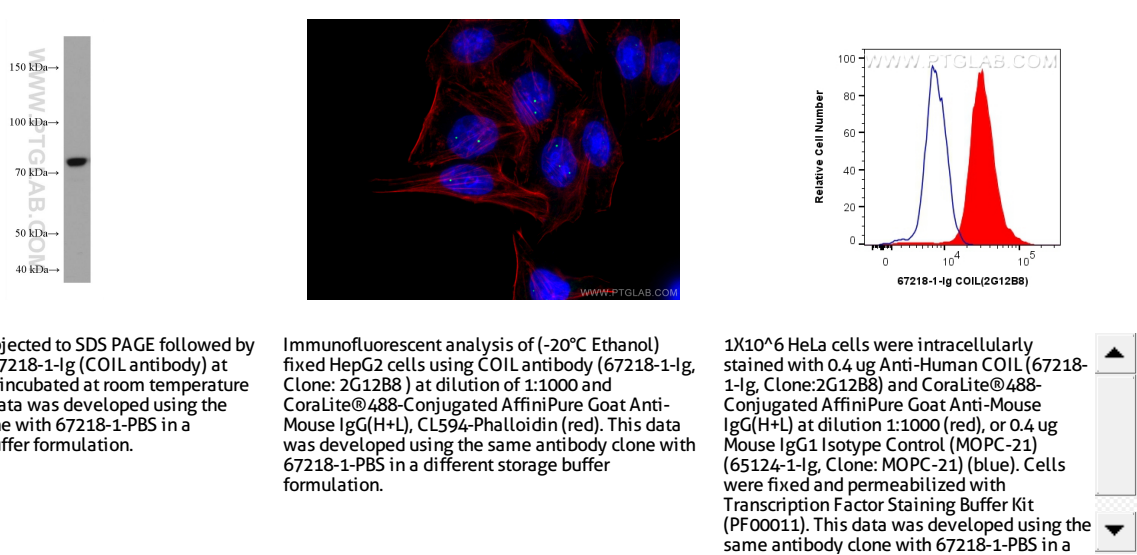 WWW.PTGLAB.COM
150 kDa→
100 kDa→
70 kDa→
50 kDa→
40 kDa→
WWW.PTGLAB.COM
WWW.PTGLAB.COM
Relative Cell Number
100
80
60
40
20
0
0
10^4
10^5
67218-1-Ig COIL(2G12B8)
jected to SDS PAGE followed by
7218-1-Ig (COIL antibody) at
incubated at room temperature
ata was developed using the
e with 67218-1-PBS in a
ffer formulation.
Immunofluorescent analysis of (-20°C Ethanol)
fixed HepG2 cells using COIL antibody (67218-1-Ig,
Clone: 2G12B8 ) at dilution of 1:1000 and
CoraLite®488-Conjugated AffiniPure Goat Anti-
Mouse IgG(H+L), CL594-Phalloidin (red). This data
was developed using the same antibody clone with
67218-1-PBS in a different storage buffer
formulation.
1X10^6 HeLa cells were intracellularly
stained with 0.4 ug Anti-Human COIL (67218-
1-Ig, Clone:2G12B8) and CoraLite®488-
Conjugated AffiniPure Goat Anti-Mouse
IgG(H+L) at dilution 1:1000 (red), or 0.4 ug
Mouse IgG1 Isotype Control (MOPC-21)
(65124-1-Ig, Clone: MOPC-21) (blue). Cells
were fixed and permeabilized with
Transcription Factor Staining Buffer Kit
(PF00011). This data was developed using the
same antibody clone with 67218-1-PBS in a